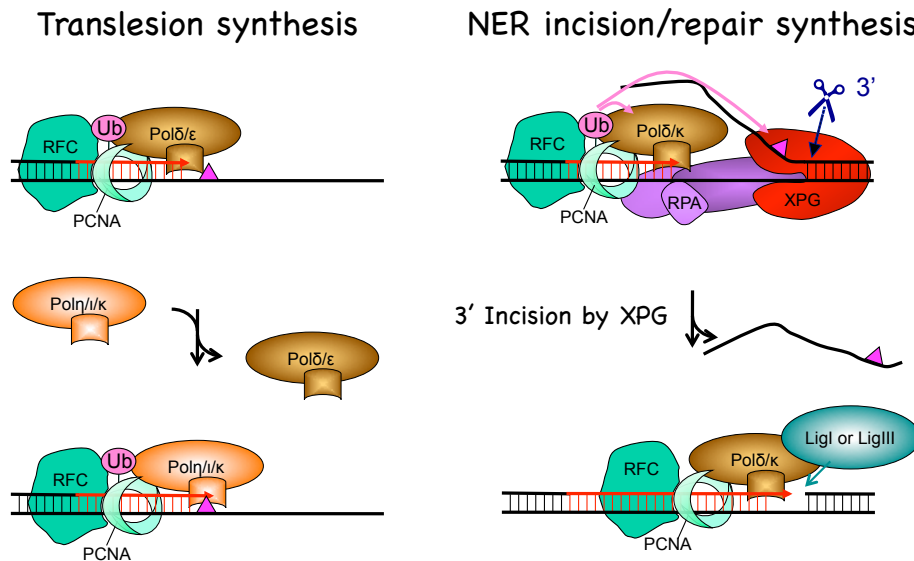 Translesion synthesis
Ub
Polδ/ε
RFC
PCNA
Polη/ι/κ
Polδ/ε
Ub
Polη/ι/κ
RFC
PCNA
NER incision/repair synthesis
3’
Ub
Polδ/κ
RFC
RPA
XPG
PCNA
3’ Incision by XPG
LigI or LigIII
Polδ/κ
RFC
PCNA